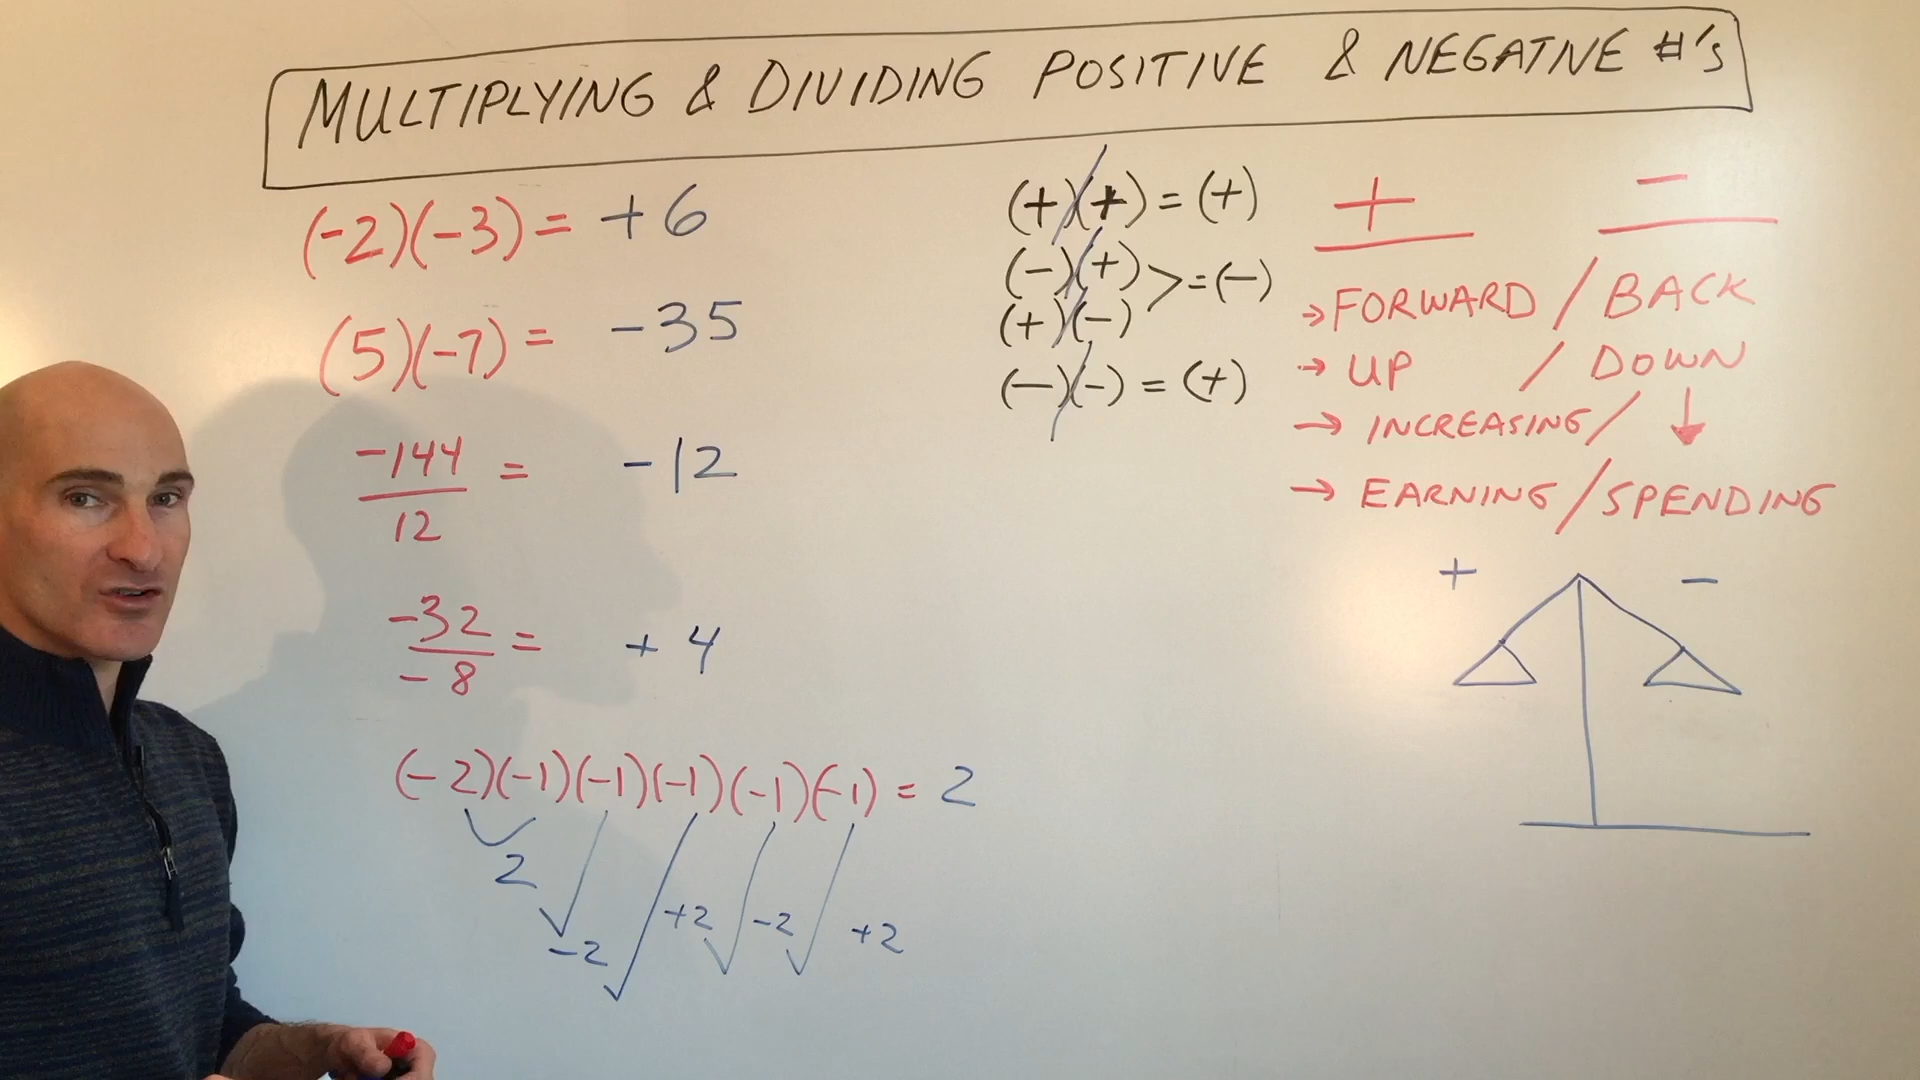 MULTIPLYING & DIVIDING POSITIVE & NEGATIVE #'s
(-2)(-3) = +6
(5)(-7) = -35
-144
12
= -12
-32
-8
= +4
(-2)(-1)(-1)(-1)(-1)(-1) = 2
2
-2
+2
-2
+2
(+)(+) = (+)
(-)(+) > = (-)
(+)(-)
(-)(-) = (+)
+ -
→ FORWARD / BACK
→ UP / DOWN
→ INCREASING / ↓
→ EARNING / SPENDING
+ -